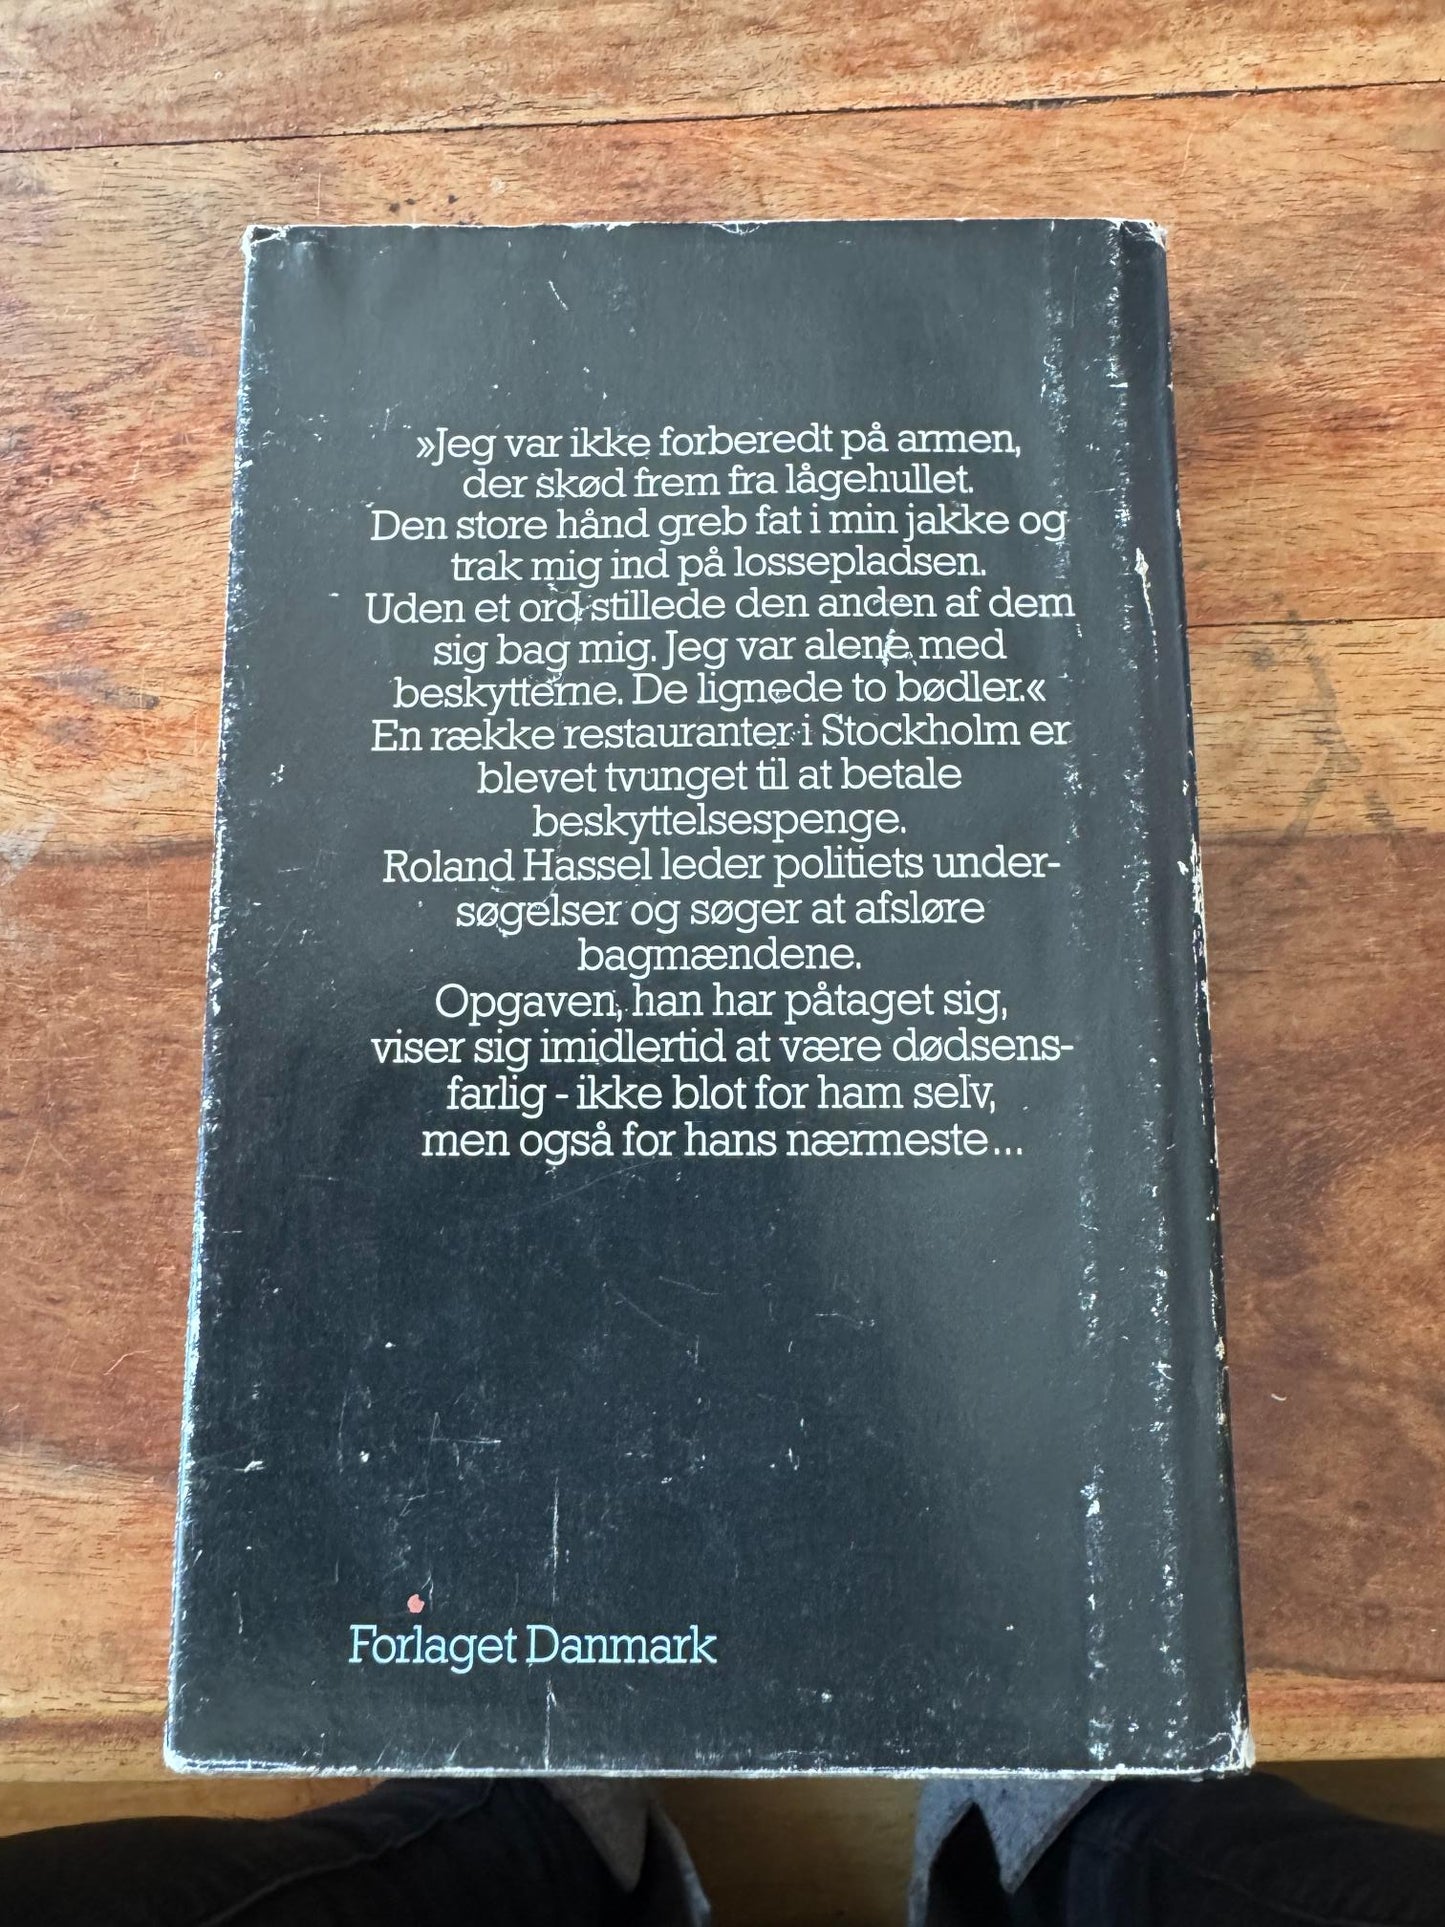 »Jeg var ikke forberedt på armen,
der skød frem fra lågehullet.
Den store hånd greb fat i min jakke og
trak mig ind på lossepladsen.
Uden et ord stillede den anden af dem
sig bag mig. Jeg var alene med
beskytterne. De lignede to bødler.«
En række restauranter i Stockholm er
blevet tvunget til at betale
beskyttelsespenge.
Roland Hassel leder politiets under-
søgelser og søger at afsløre
bagmændene.
Opgaven, han har påtaget sig,
viser sig imidlertid at være dødsens-
farlig - ikke blot for ham selv,
men også for hans nærmeste...
Forlaget Danmark